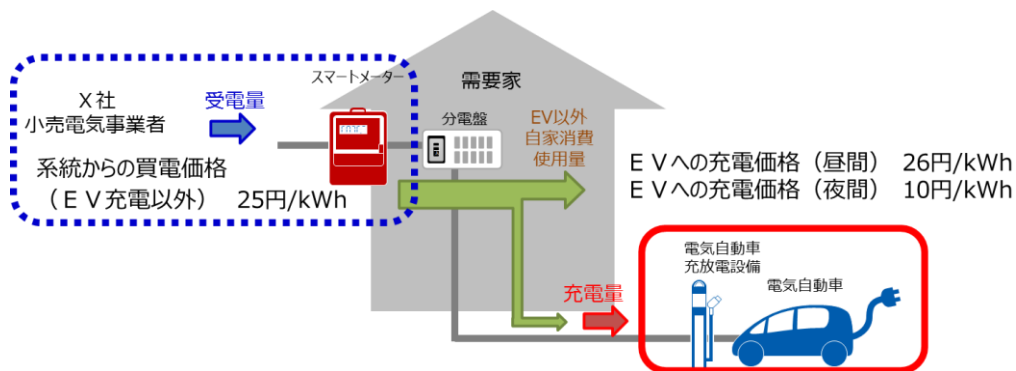 スマートメーター
需要家
X社
小売電気事業者
受電量
分電盤
EV以外
自家消費
使用量
系統からの買電価格
（ＥＶ充電以外）　25円/kWh
ＥＶへの充電価格（昼間）　26円/kWh
ＥＶへの充電価格（夜間）　10円/kWh
電気自動車
充放電設備
電気自動車
充電量